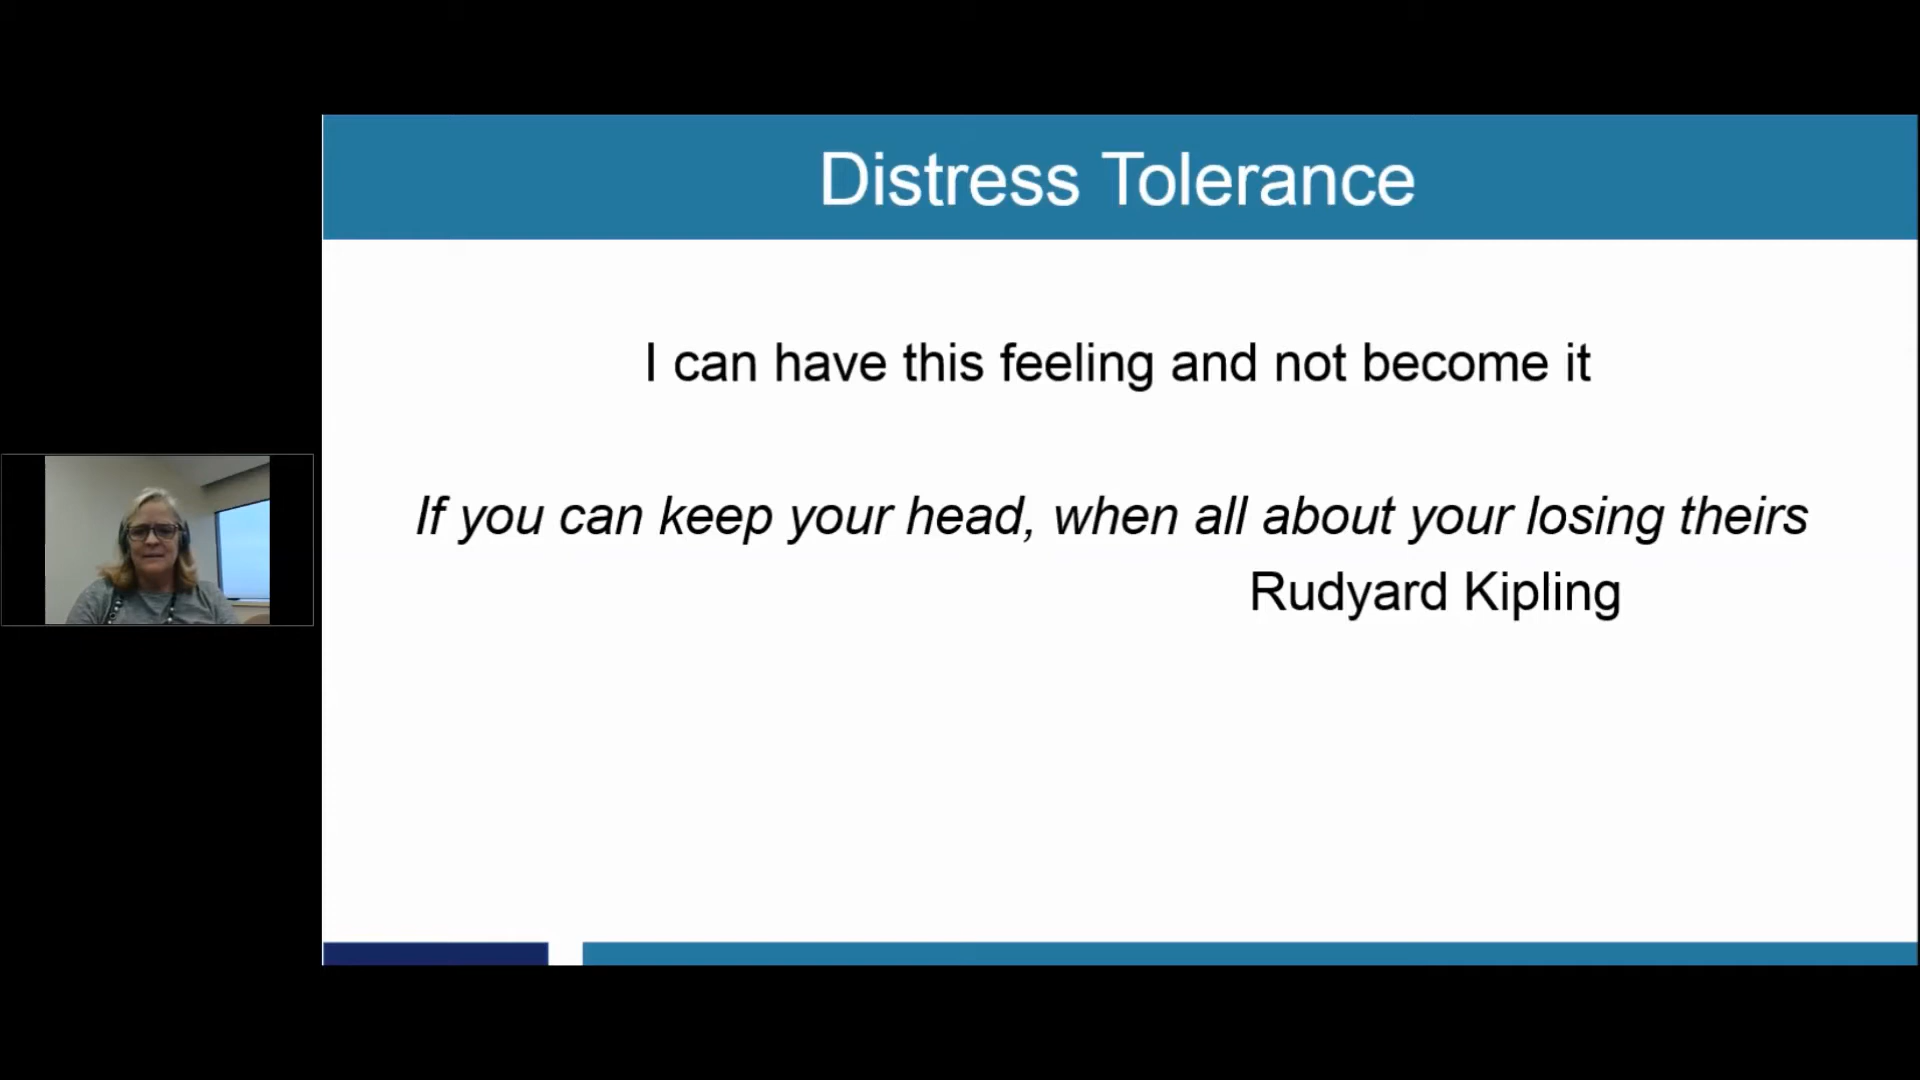 Distress Tolerance
I can have this feeling and not become it
If you can keep your head, when all about your losing theirs
Rudyard Kipling